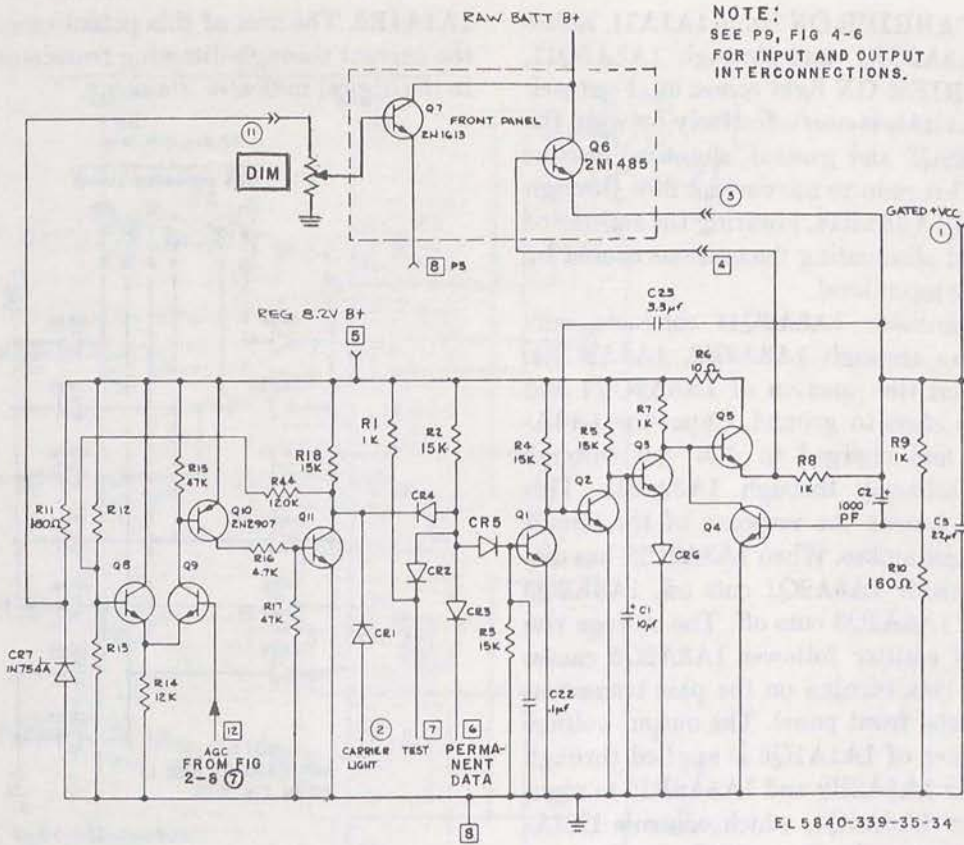 RAW BATT B+
NOTE:
SEE P9, FIG 4-6
FOR INPUT AND OUTPUT
INTERCONNECTIONS.
Q7
2N1613
FRONT PANEL
11
DIM
Q6
2N1485
3
GATED +VCC
1
8 P5
4
C23
3.3µf
REG 8.2V B+
5
R6
10Ω
R1
1K
R2
15K
R4
15K
R5
15K
R7
1K
Q3
Q5
R9
1K
R15
47K
R18
15K
R44
120K
Q10
2N2907
Q11
CR4
Q2
R8
1K
C2
1000
PF
R11
180Ω
R12
CR5
Q1
Q4
C3
22µf
Q8
Q9
R16
4.7K
CR2
CR6
R10
160Ω
R17
47K
CR1
CR3
R3
15K
C1
10µf
CR7
1N754A
R13
R14
12K
C22
.1µf
12
AGC
FROM FIG
2-8 7
2
CARRIER
LIGHT
7
TEST
6
PERMA-
NENT
DATA
8
EL5840-339-35-34